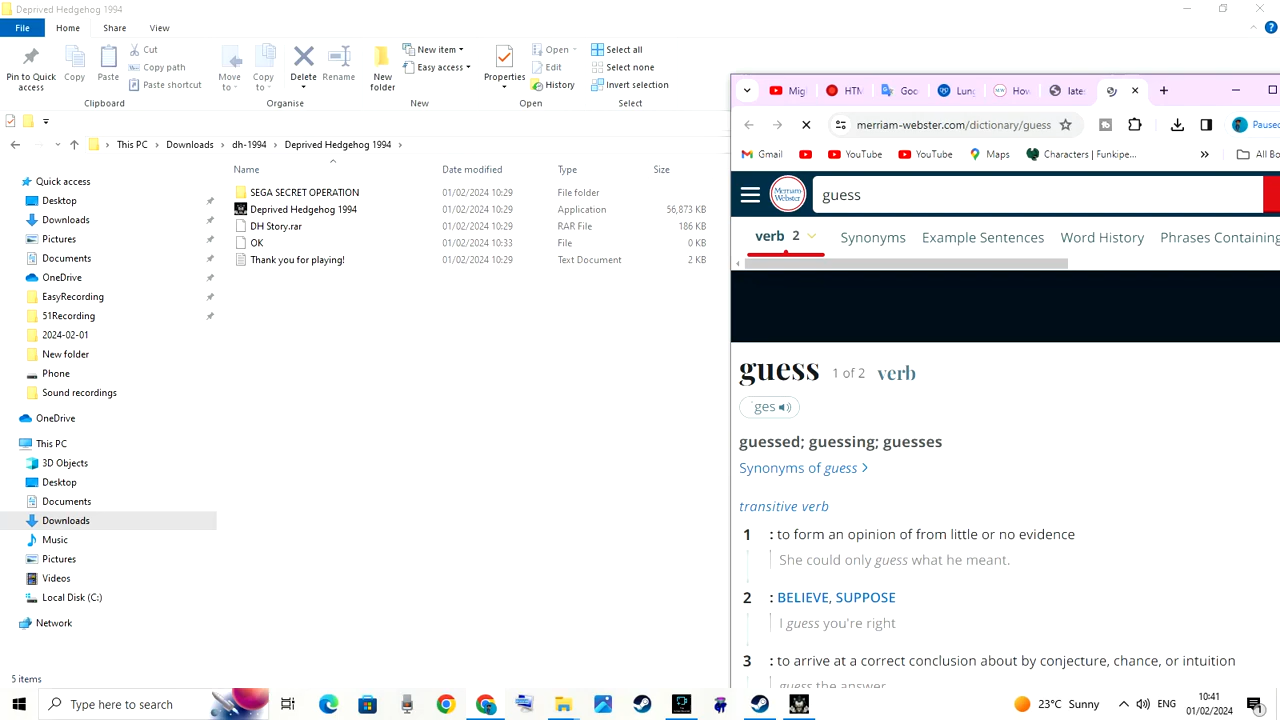 Deprived Hedgehog 1994
File Home Share View
Pin to Quick access
Copy
Paste
Cut
Copy path
Paste shortcut
Clipboard
Move to
Copy to
Delete
Rename
Organise
New folder
New item
Easy access
New
Properties
Open
Edit
History
Open
Select all
Select none
Invert selection
Select
This PC > Downloads > dh-1994 > Deprived Hedgehog 1994 >
Name Date modified Type Size
SEGA SECRET OPERATION 01/02/2024 10:29 File folder
Deprived Hedgehog 1994 01/02/2024 10:29 Application 56,873 KB
DH Story.rar 01/02/2024 10:29 RAR File 186 KB
OK 01/02/2024 10:33 File 0 KB
Thank you for playing! 01/02/2024 10:29 Text Document 2 KB
Quick access
Desktop
Downloads
Pictures
Documents
OneDrive
EasyRecording
51Recording
2024-02-01
New folder
Phone
Sound recordings
OneDrive
This PC
3D Objects
Desktop
Documents
Downloads
Music
Pictures
Videos
Local Disk (C:)
Network
5 items
Mig HTM Goo Lung How late
merriam-webster.com/dictionary/guess
Paused
Gmail YouTube YouTube Maps Characters | Funkipe... » All Bo
Merriam-Webster
guess
verb 2 Synonyms Example Sentences Word History Phrases Containing
guess 1 of 2 verb
ˈges
guessed; guessing; guesses
Synonyms of guess >
transitive verb
1 : to form an opinion of from little or no evidence
She could only guess what he meant.
2 : BELIEVE, SUPPOSE
I guess you're right
3 : to arrive at a correct conclusion about by conjecture, chance, or intuition
guess the answer
Type here to search
23°C Sunny
ENG
10:41
01/02/2024
1